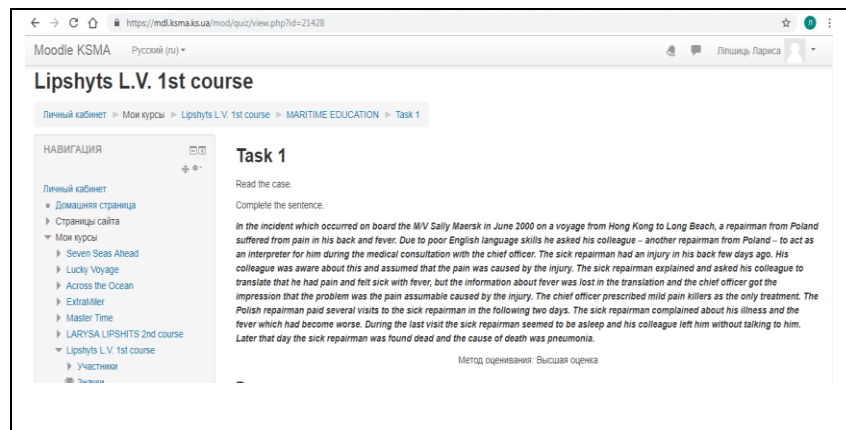 https://mdl.ksma.ks.ua/mod/quiz/view.php?id=21428
Moodle KSMA Русский (ru) Ліпшиць Лариса
Lipshyts L.V. 1st course
Личный кабинет Мои курсы Lipshyts L.V. 1st course MARITIME EDUCATION Task 1
НАВИГАЦИЯ
Личный кабинет
Домашняя страница
Страницы сайта
Мои курсы
Seven Seas Ahead
Lucky Voyage
Across the Ocean
ExtraMiler
Master Time
LARYSA LIPSHITS 2nd course
Lipshyts L.V. 1st course
Участники
Значки
Task 1
Read the case.
Complete the sentence.
In the incident which occurred on board the M/V Sally Maersk in June 2000 on a voyage from Hong Kong to Long Beach, a repairman from Poland
suffered from pain in his back and fever. Due to poor English language skills he asked his colleague – another repairman from Poland – to act as
an interpreter for him during the medical consultation with the chief officer. The sick repairman had an injury in his back few days ago. His
colleague was aware about this and assumed that the pain was caused by the injury. The sick repairman explained and asked his colleague to
translate that he had pain and felt sick with fever, but the information about fever was lost in the translation and the chief officer got the
impression that the problem was the pain assumable caused by the injury. The chief officer prescribed mild pain killers as the only treatment. The
Polish repairman paid several visits to the sick repairman in the following two days. The sick repairman complained about his illness and the
fever which had become worse. During the last visit the sick repairman seemed to be asleep and his colleague left him without talking to him.
Later that day the sick repairman was found dead and the cause of death was pneumonia.
Метод оценивания: Высшая оценка